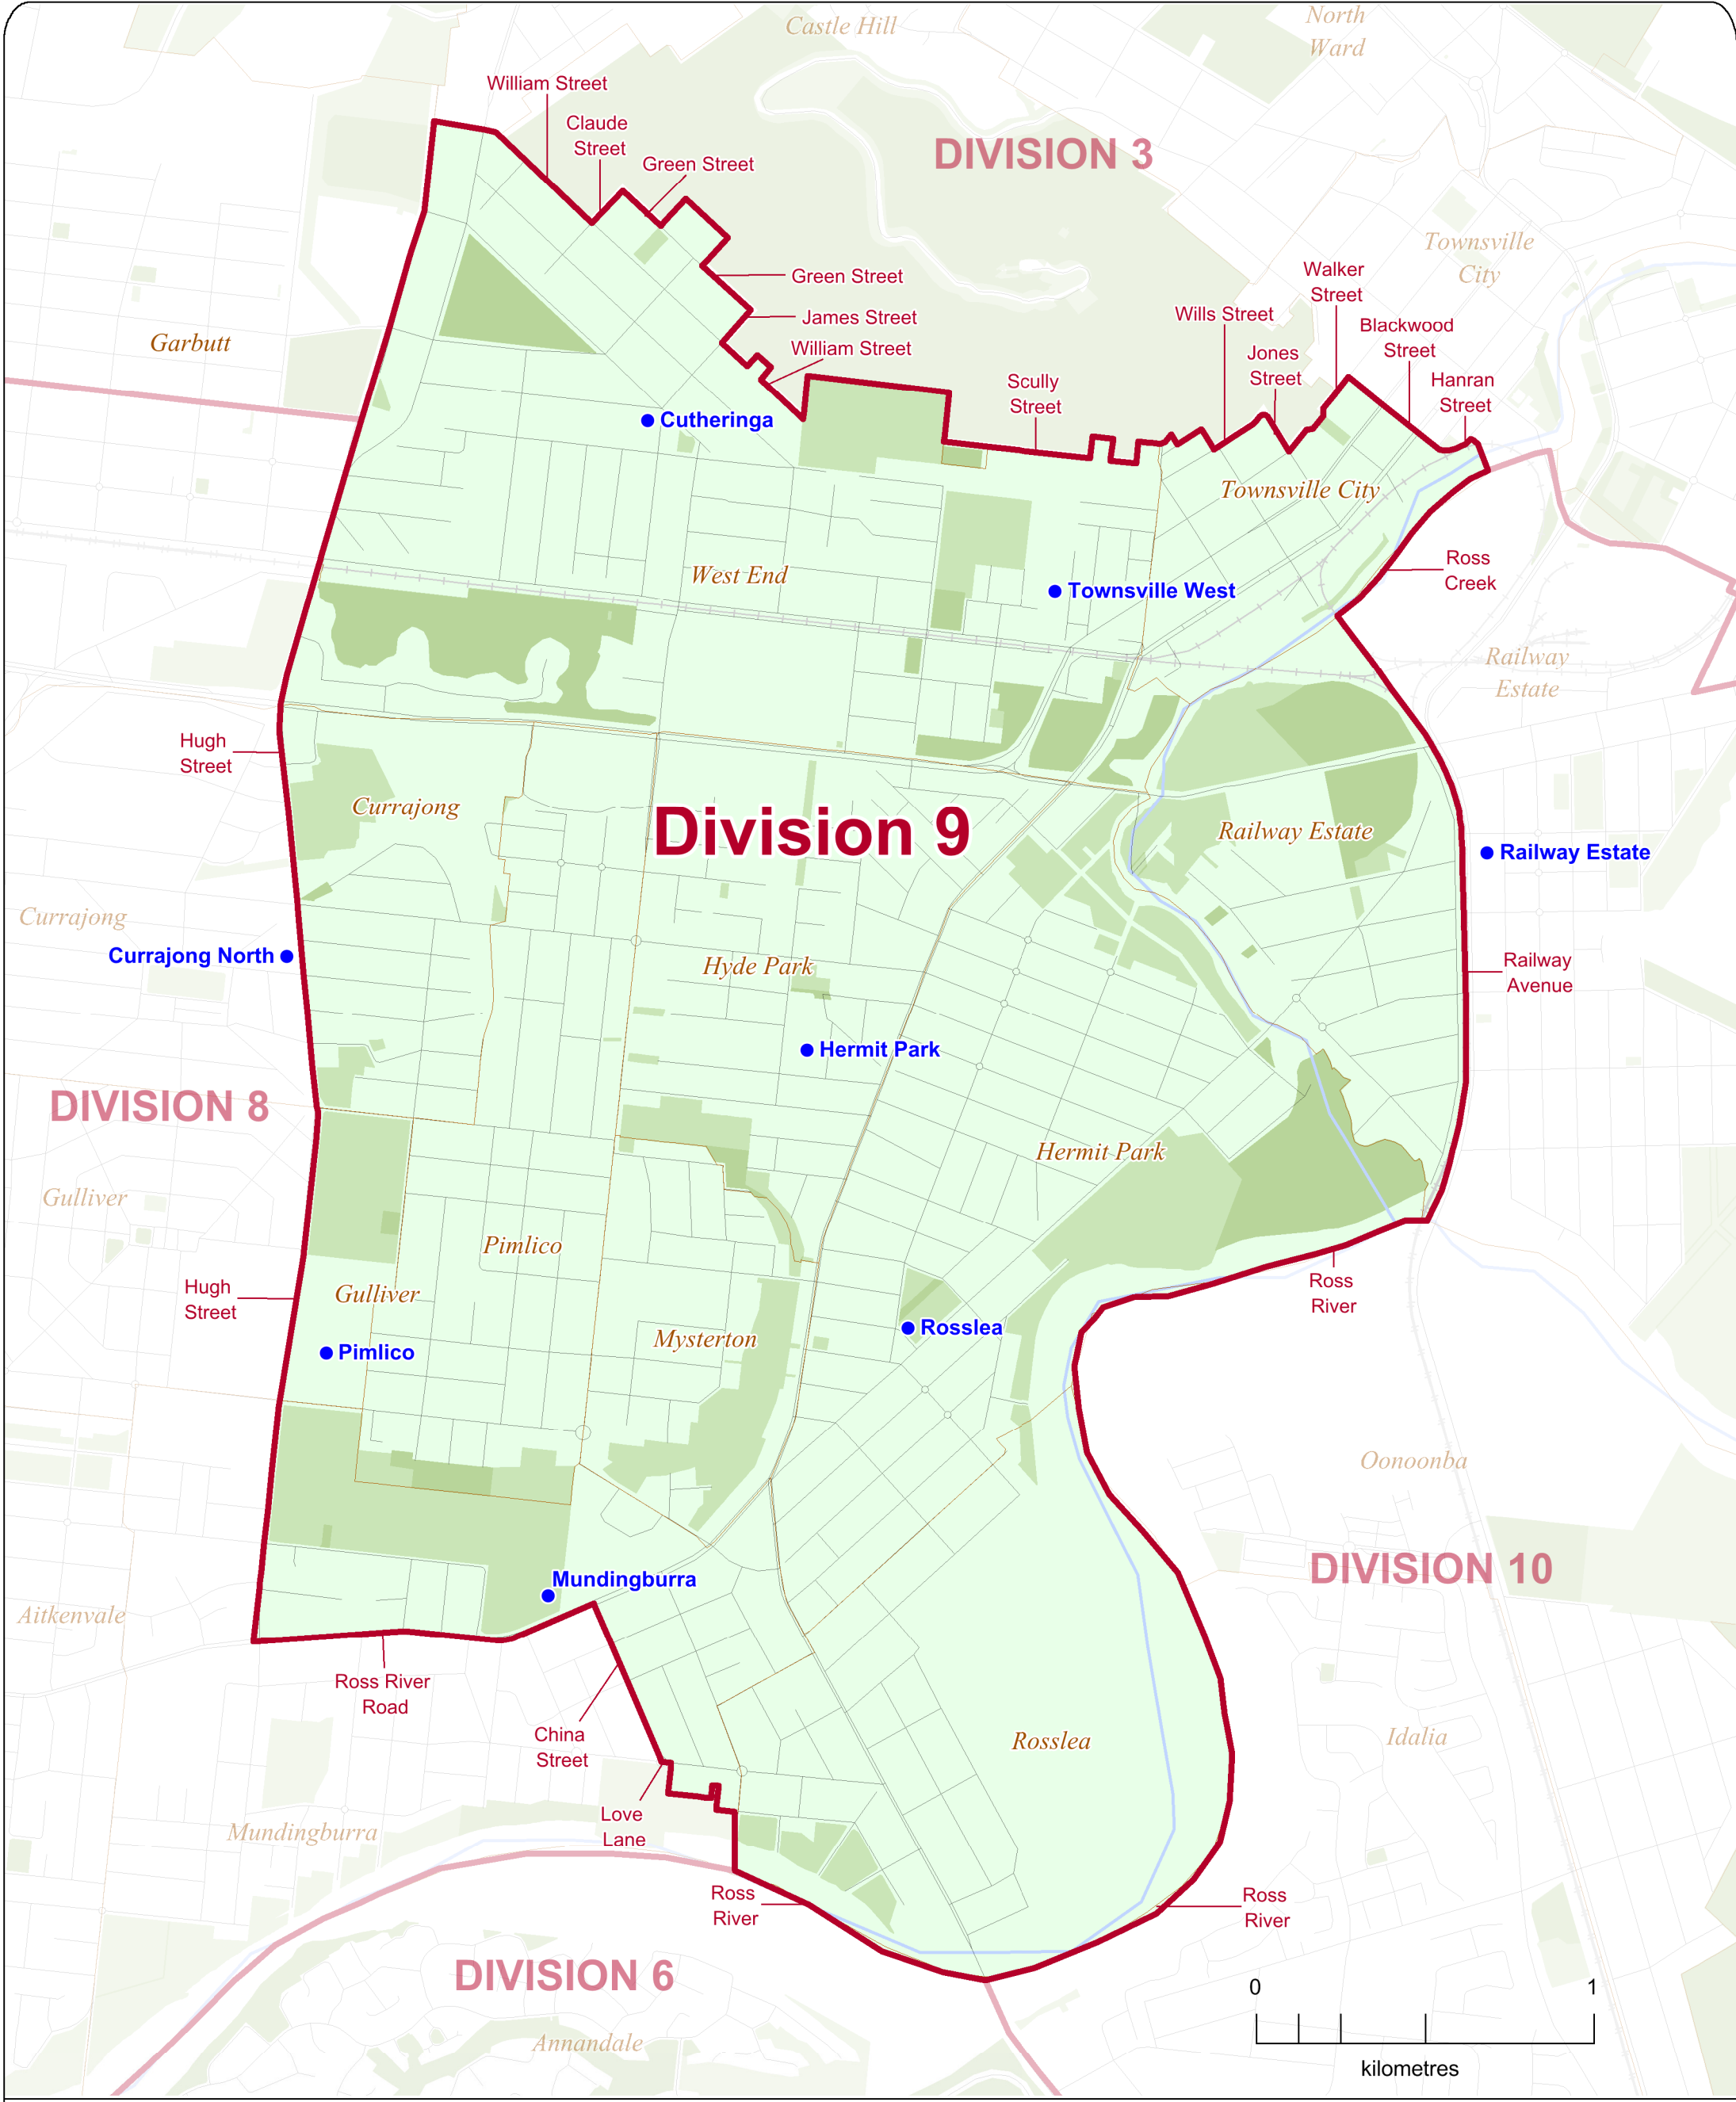 Castle Hill
North
Ward
William Street
Claude
Street
Green Street
DIVISION 3
Townsville
City
Green Street
James Street
William Street
Walker
Street
Wills Street
Blackwood
Street
Jones
Street
Hanran
Street
Scully
Street
Garbutt
Cutheringa
Townsville City
West End
Townsville West
Ross
Creek
Railway
Estate
Hugh
Street
Currajong
Division 9
Railway Estate
Railway Estate
Currajong
Currajong North
Hyde Park
Railway
Avenue
Hermit Park
DIVISION 8
Hermit Park
Gulliver
Pimlico
Hugh
Street
Gulliver
Ross
River
Rosslea
Mysterton
Pimlico
Oonoonba
DIVISION 10
Mundingburra
Aitkenvale
Ross River
Road
China
Street
Rosslea
Idalia
Love
Lane
Mundingburra
Ross
River
Ross
River
DIVISION 6
Annandale
0 1
kilometres